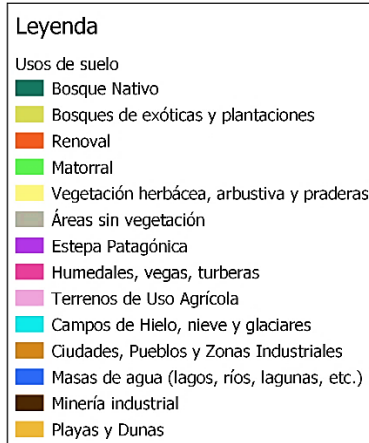 Leyenda
Usos de suelo
Bosque Nativo
Bosques de exóticas y plantaciones
Renoval
Matorral
Vegetación herbácea, arbustiva y praderas
Áreas sin vegetación
Estepa Patagónica
Humedales, vegas, turberas
Terrenos de Uso Agrícola
Campos de Hielo, nieve y glaciares
Ciudades, Pueblos y Zonas Industriales
Masas de agua (lagos, ríos, lagunas, etc.)
Minería industrial
Playas y Dunas